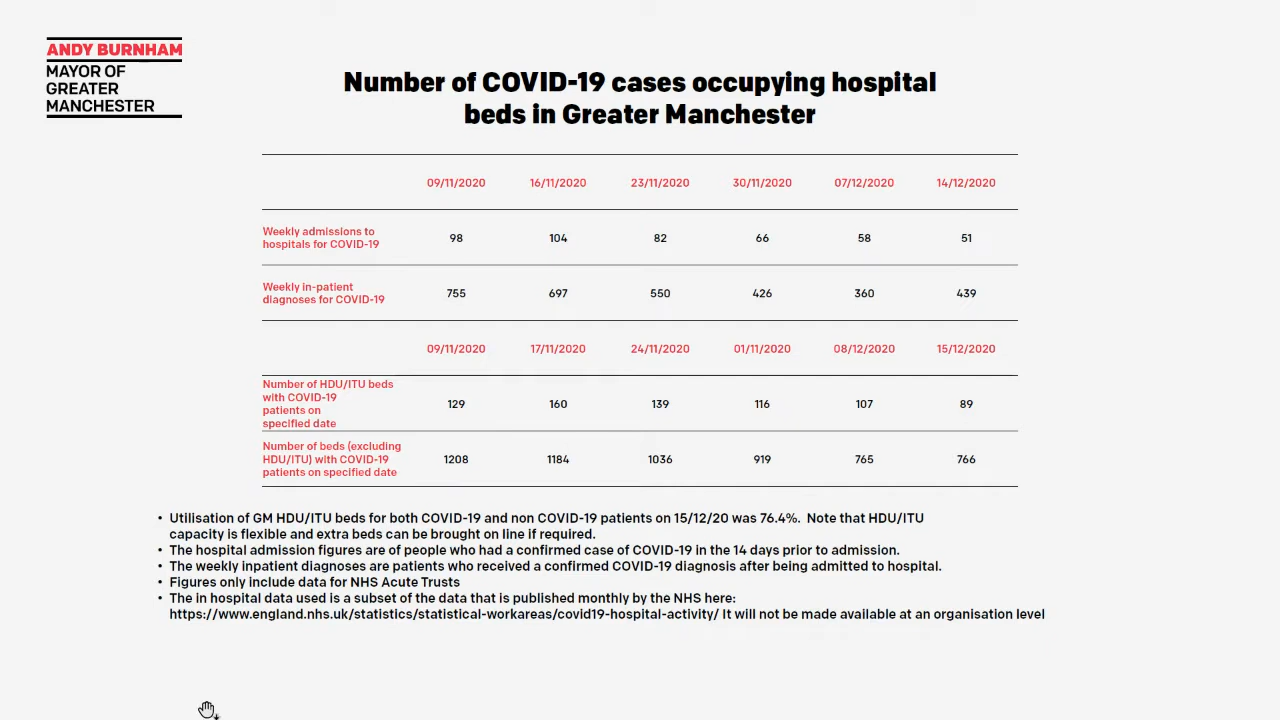 ANDY BURNHAM
MAYOR OF
GREATER
MANCHESTER
Number of COVID-19 cases occupying hospital
beds in Greater Manchester
09/11/2020 16/11/2020 23/11/2020 30/11/2020 07/12/2020 14/12/2020
Weekly admissions to
hospitals for COVID-19
98 104 82 66 58 51
Weekly in-patient
diagnoses for COVID-19
755 697 550 426 360 439
09/11/2020 17/11/2020 24/11/2020 01/11/2020 08/12/2020 15/12/2020
Number of HDU/ITU beds
with COVID-19
patients on
specified date
129 160 139 116 107 89
Number of beds (excluding
HDU/ITU) with COVID-19
patients on specified date
1208 1184 1036 919 765 766
• Utilisation of GM HDU/ITU beds for both COVID-19 and non COVID-19 patients on 15/12/20 was 76.4%. Note that HDU/ITU
capacity is flexible and extra beds can be brought on line if required.
• The hospital admission figures are of people who had a confirmed case of COVID-19 in the 14 days prior to admission.
• The weekly inpatient diagnoses are patients who received a confirmed COVID-19 diagnosis after being admitted to hospital.
• Figures only include data for NHS Acute Trusts
• The in hospital data used is a subset of the data that is published monthly by the NHS here:
https://www.england.nhs.uk/statistics/statistical-workareas/covid19-hospital-activity/ It will not be made available at an organisation level